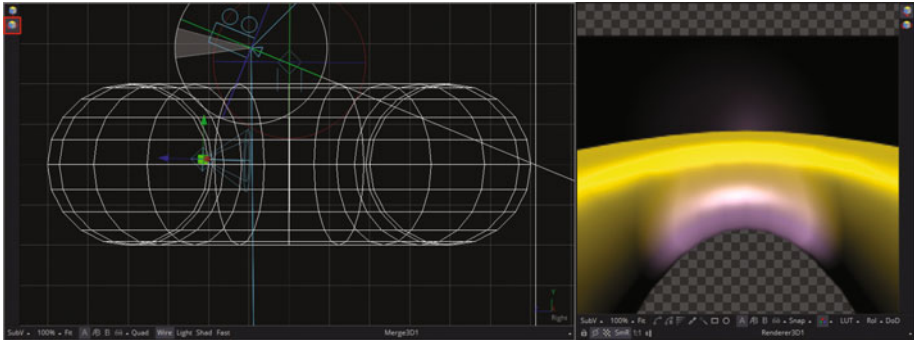 Y
Right
SubV 100% Fit A B Quad Wire Light Shad Fast Merge3D1
SubV 100% Fit A B Snap LUT RoI DoD
SmR 1:1 Renderer3D1